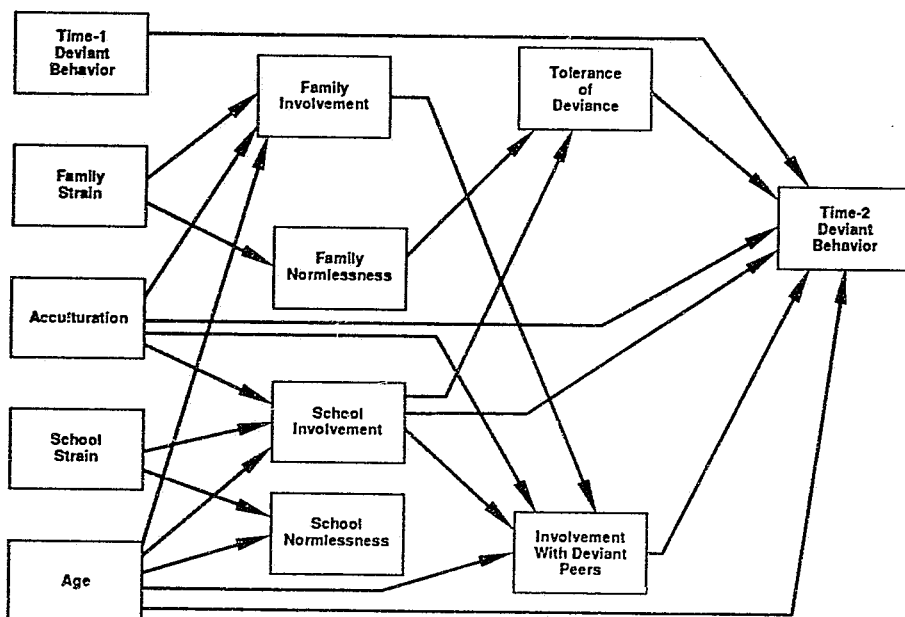 Time-1
Deviant
Behavior
Family
Involvement
Tolerance
of
Deviance
Family
Strain
Time-2
Deviant
Behavior
Family
Normlessness
Acculturation
School
Involvement
School
Strain
School
Normlessness
Involvement
With Deviant
Peers
Age